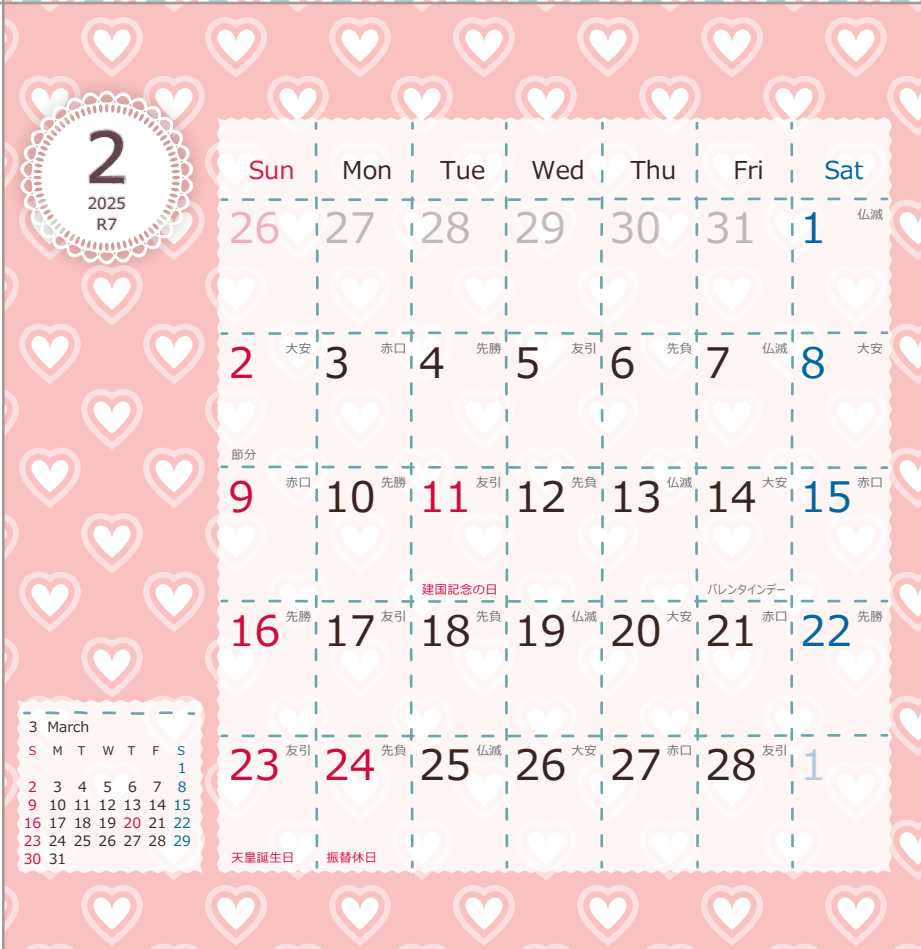 2
2025
R7
Sun Mon Tue Wed Thu Fri Sat
26 27 28 29 30 31 1 仏滅
2 大安 3 赤口 4 先勝 5 友引 6 先負 7 仏滅 8 大安
節分
9 赤口 10 先勝 11 友引 12 先負 13 仏滅 14 大安 15 赤口
建国記念の日 バレンタインデー
16 先勝 17 友引 18 先負 19 仏滅 20 大安 21 赤口 22 先勝
23 友引 24 先負 25 仏滅 26 大安 27 赤口 28 友引 1
天皇誕生日 振替休日
3 March
S M T W T F S
1
2 3 4 5 6 7 8
9 10 11 12 13 14 15
16 17 18 19 20 21 22
23 24 25 26 27 28 29
30 31